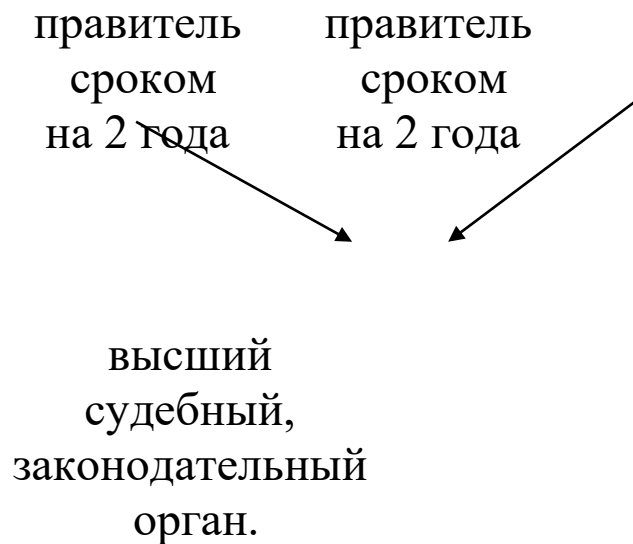 правитель
сроком
на 2 года
правитель
сроком
на 2 года
высший
судебный,
законодательный
орган.